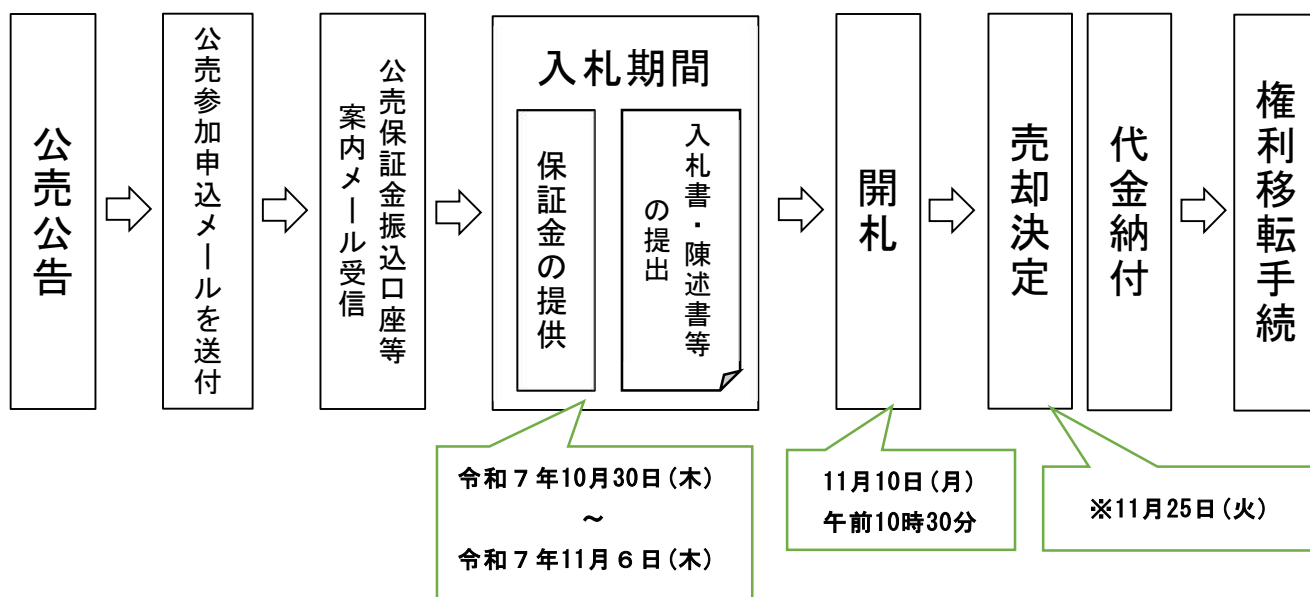 公売公告
公売参加申込メールを送付
公売保証金振込口座等
案内メール受信
入札期間
保証金の提供
入札書・陳述書等
の提出
開札
売却決定
代金納付
権利移転手続
令和７年10月30日(木)
～
令和７年11月６日(木)
11月10日(月)
午前10時30分
※11月25日(火)